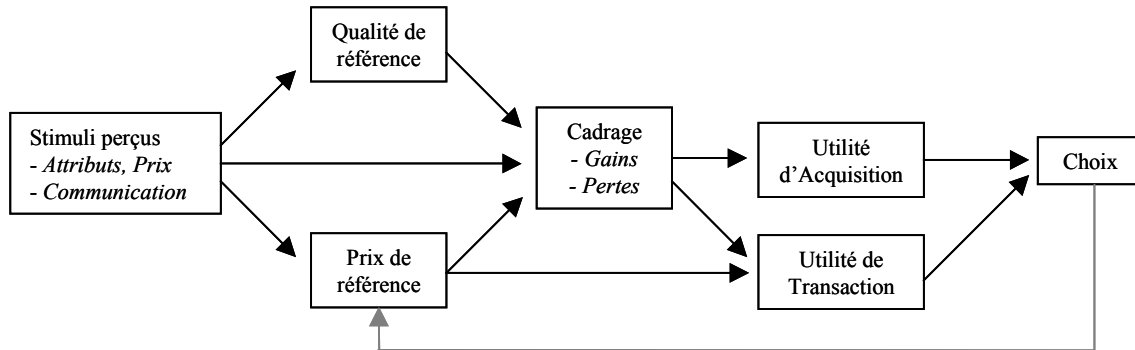 Qualité de
référence
Stimuli perçus
- Attributs, Prix
- Communication
Cadrage
- Gains
- Pertes
Utilité
d'Acquisition
Choix
Prix de
référence
Utilité de
Transaction